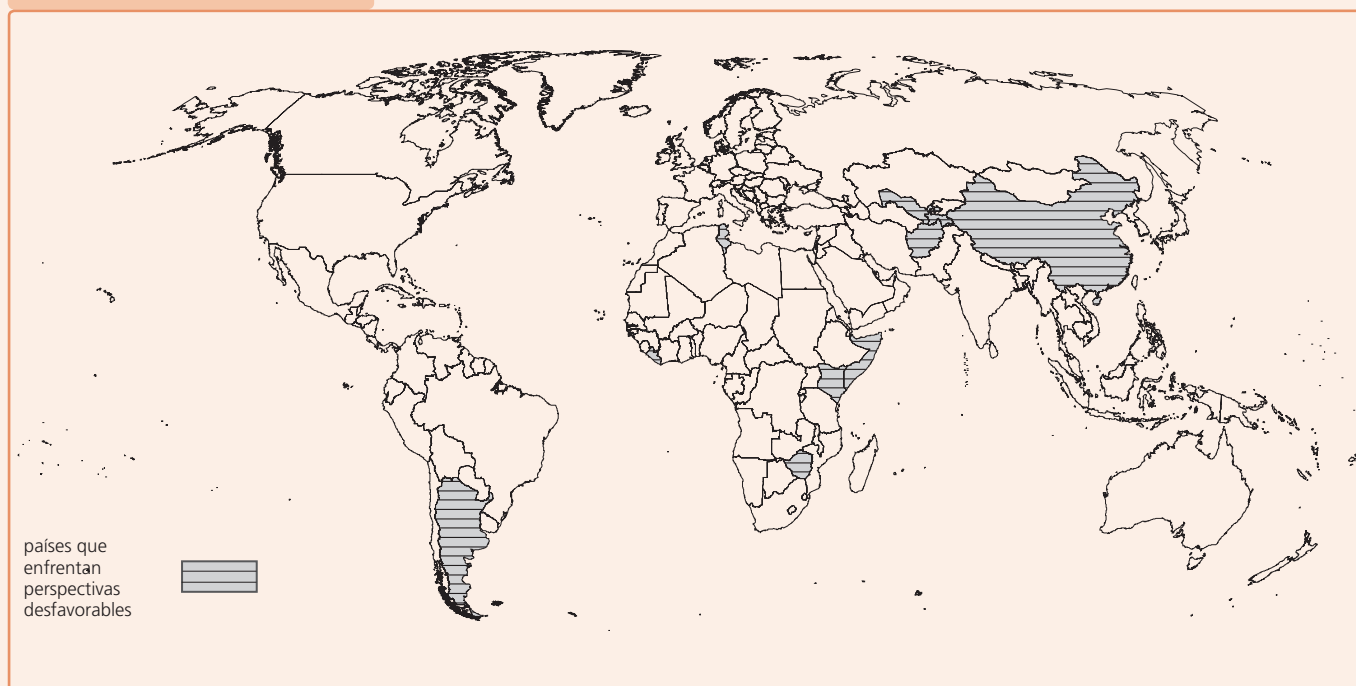 países que
enfrentan
perspectivas
desfavorables